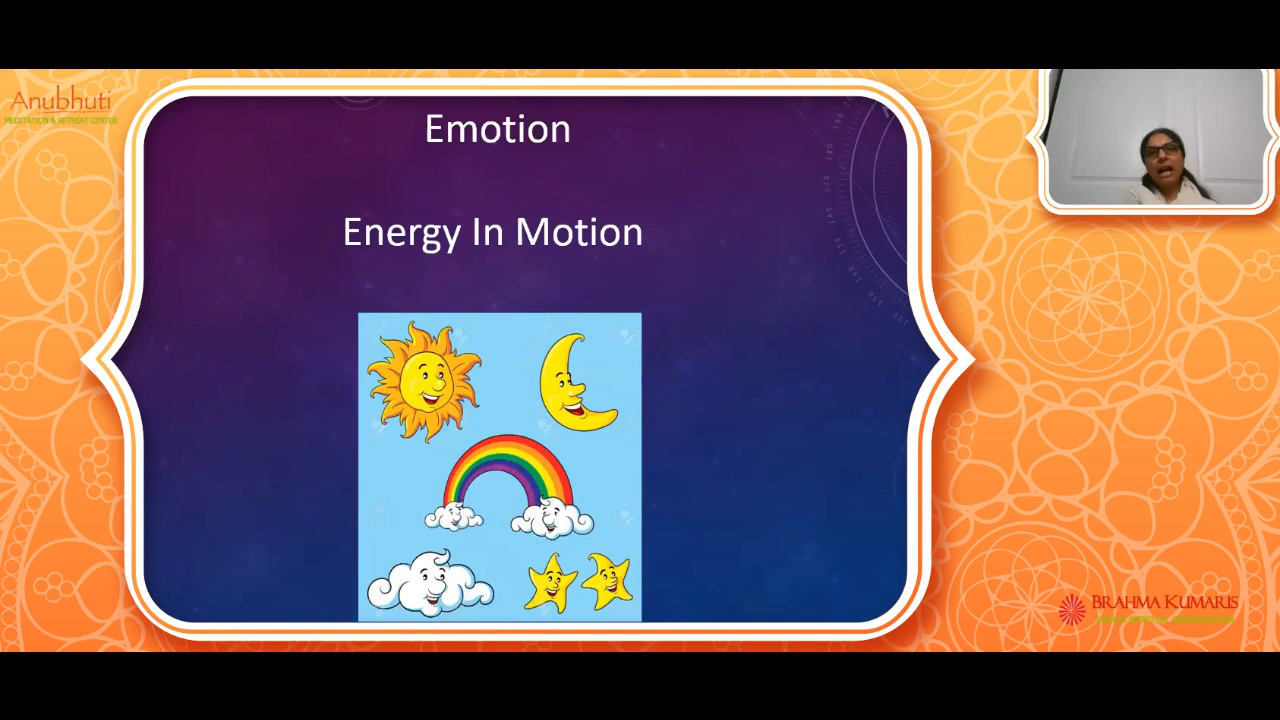 Anubhuti
MEDITATION & RETREAT CENTER
Emotion
Energy In Motion
BRAHMA KUMARIS